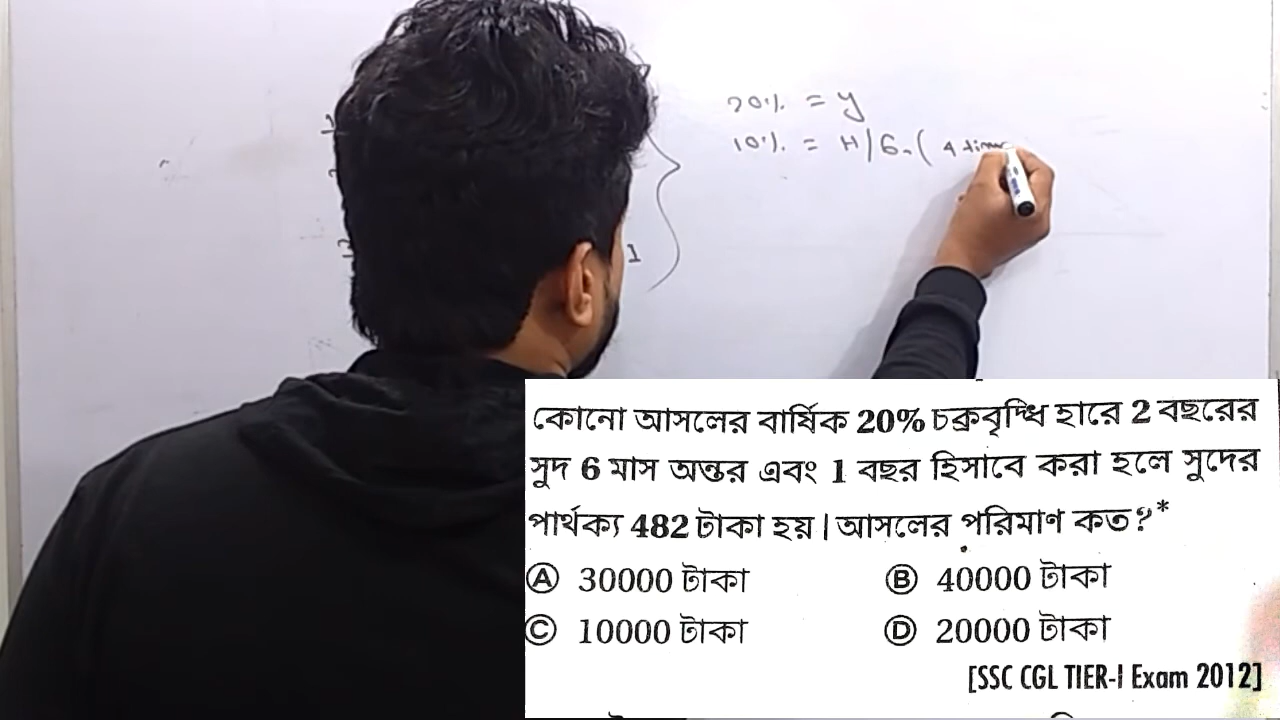 20% = y
10% = H/6.( 4 time
কোনো আসলের বার্ষিক 20% চক্রবৃদ্ধি হারে 2 বছরের
সুদ 6 মাস অন্তর এবং 1 বছর হিসাবে করা হলে সুদের
পার্থক্য 482 টাকা হয়। আসলের পরিমাণ কত?*
Ⓐ 30000 টাকা Ⓑ 40000 টাকা
Ⓒ 10000 টাকা Ⓓ 20000 টাকা
[SSC CGL TIER-I Exam 2012]